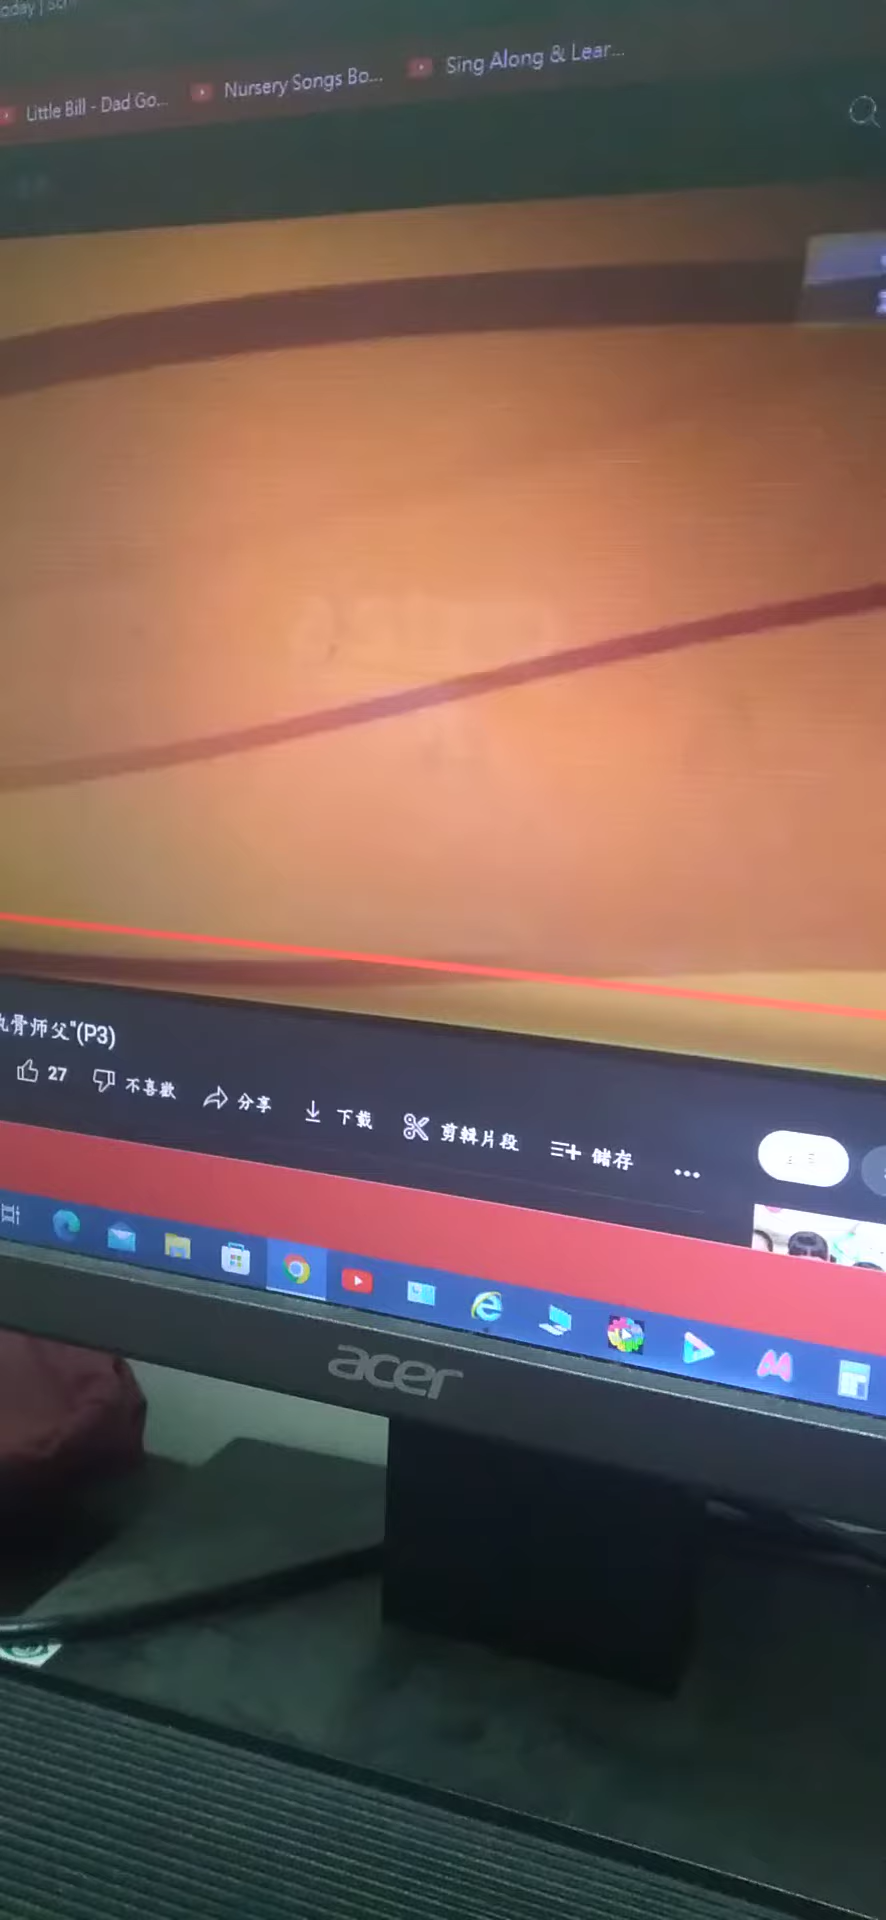 Little Bill - Dad Go...
Nursery Songs Bo...
Sing Along & Lear...
骨师父"(P3)
27
不喜歡
分享
下載
剪輯片段
儲存
acer